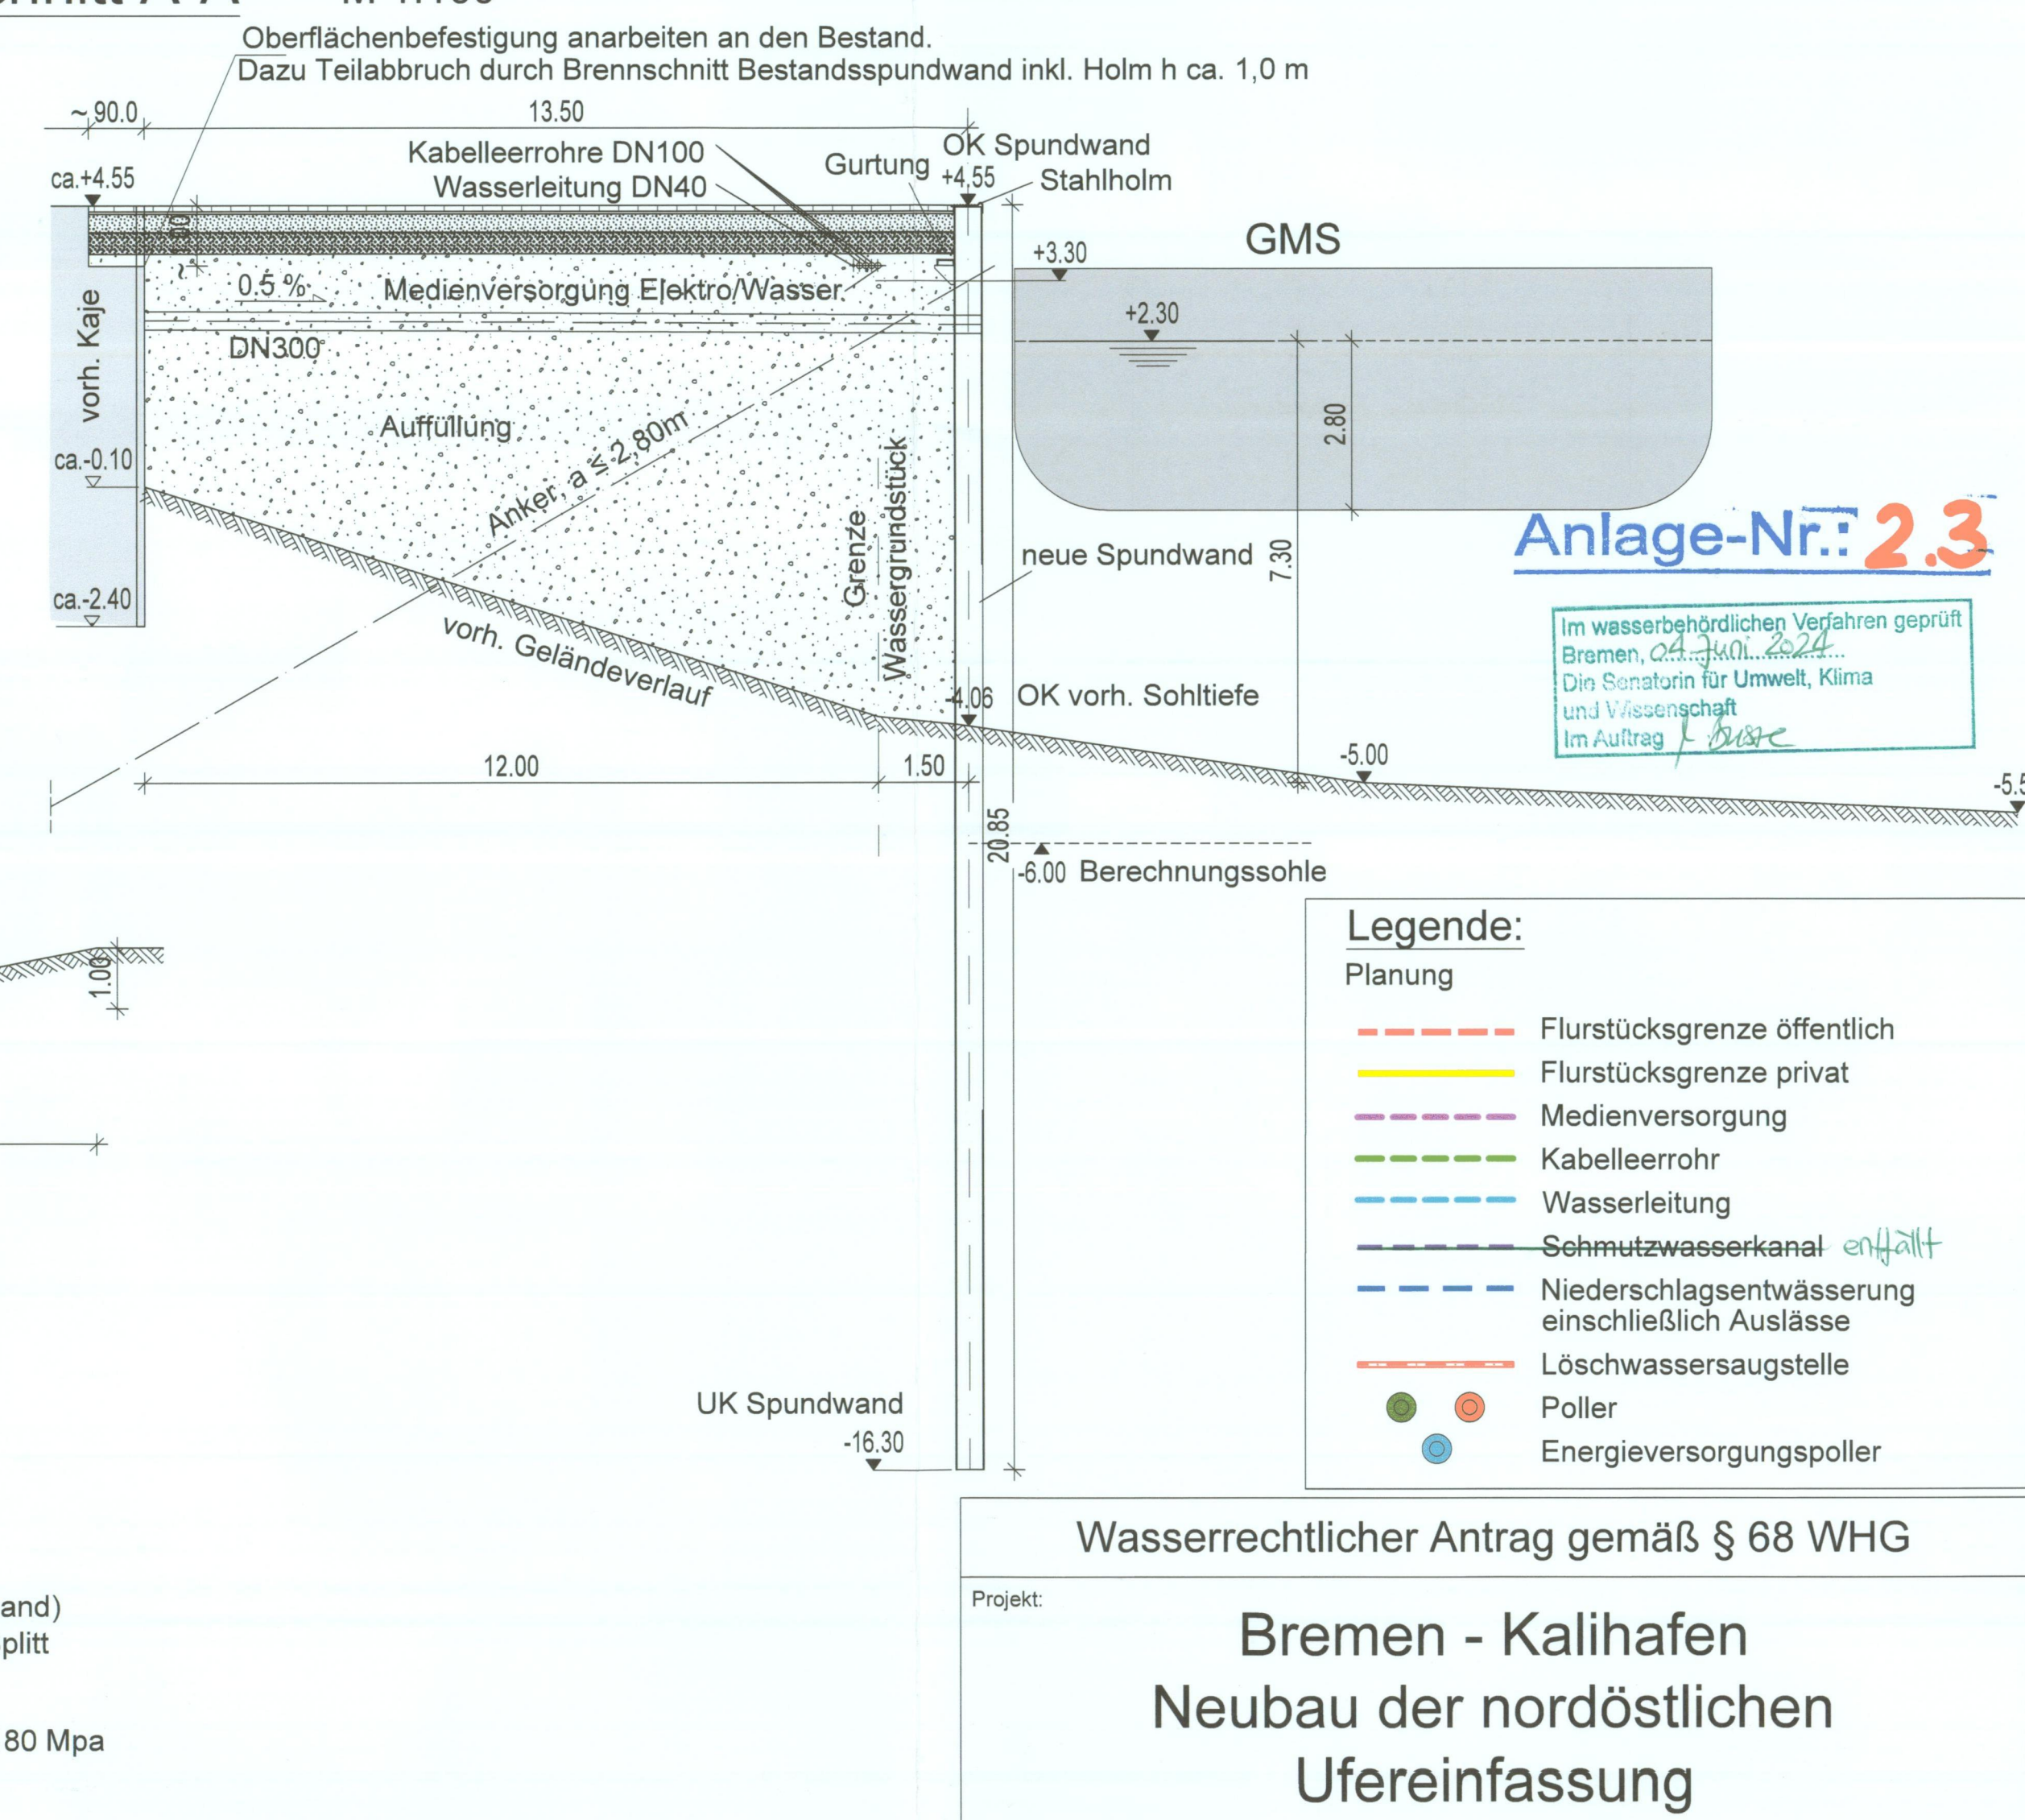 Oberflächenbefestigung anarbeiten an den Bestand.
Dazu Teilabbruch durch Brennschnitt Bestandsspundwand inkl. Holm h ca. 1,0 m
~ 90.0
13.50
Kabelleerrohre DN100
Wasserleitung DN40
Gurtung
OK Spundwand
+4.55
Stahlholm
ca.+4.55
GMS
+3.30
0.5 %
Medienversorgung Elektro/Wasser
+2.30
DN300
vorh. Kaje
Auffüllung
Anker, a ≤ 2,80m
2.80
ca.-0.10
Grenze
Wassergrundstück
neue Spundwand
7.30
Anlage-Nr.: 2.3
ca.-2.40
vorh. Geländeverlauf
Im wasserbehördlichen Verfahren geprüft
Bremen, 04. Juni 2024
Die Senatorin für Umwelt, Klima
und Wissenschaft
Im Auftrag
-4.06
OK vorh. Sohltiefe
12.00
1.50
-5.00
-5.5
20.85
-6.00 Berechnungssohle
1.00
Legende:
Planung
Flurstücksgrenze öffentlich
Flurstücksgrenze privat
Medienversorgung
Kabelleerrohr
Wasserleitung
Schmutzwasserkanal entfällt
Niederschlagsentwässerung
einschließlich Auslässe
Löschwassersaugstelle
Poller
Energieversorgungspoller
UK Spundwand
-16.30
Wasserrechtlicher Antrag gemäß § 68 WHG
Projekt:
Bremen - Kalihafen
Neubau der nordöstlichen
Ufereinfassung
and)
plitt
80 Mpa